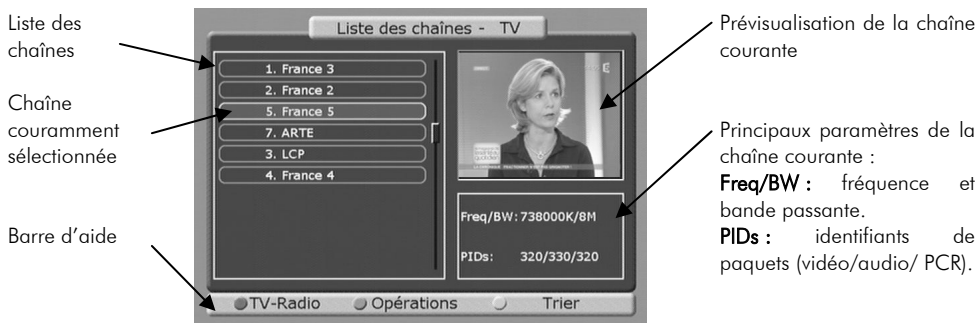 Liste des
chaînes
Chaîne
couramment
sélectionnée
Barre d'aide
Liste des chaînes - TV
1. France 3
2. France 2
5. France 5
7. ARTE
3. LCP
4. France 4
Freq/BW: 738000K/8M
PIDs: 320/330/320
TV-Radio Opérations Trier
Prévisualisation de la chaîne
courante
Principaux paramètres de la
chaîne courante :
Freq/BW : fréquence et
bande passante.
PIDs : identifiants de
paquets (vidéo/audio/ PCR).